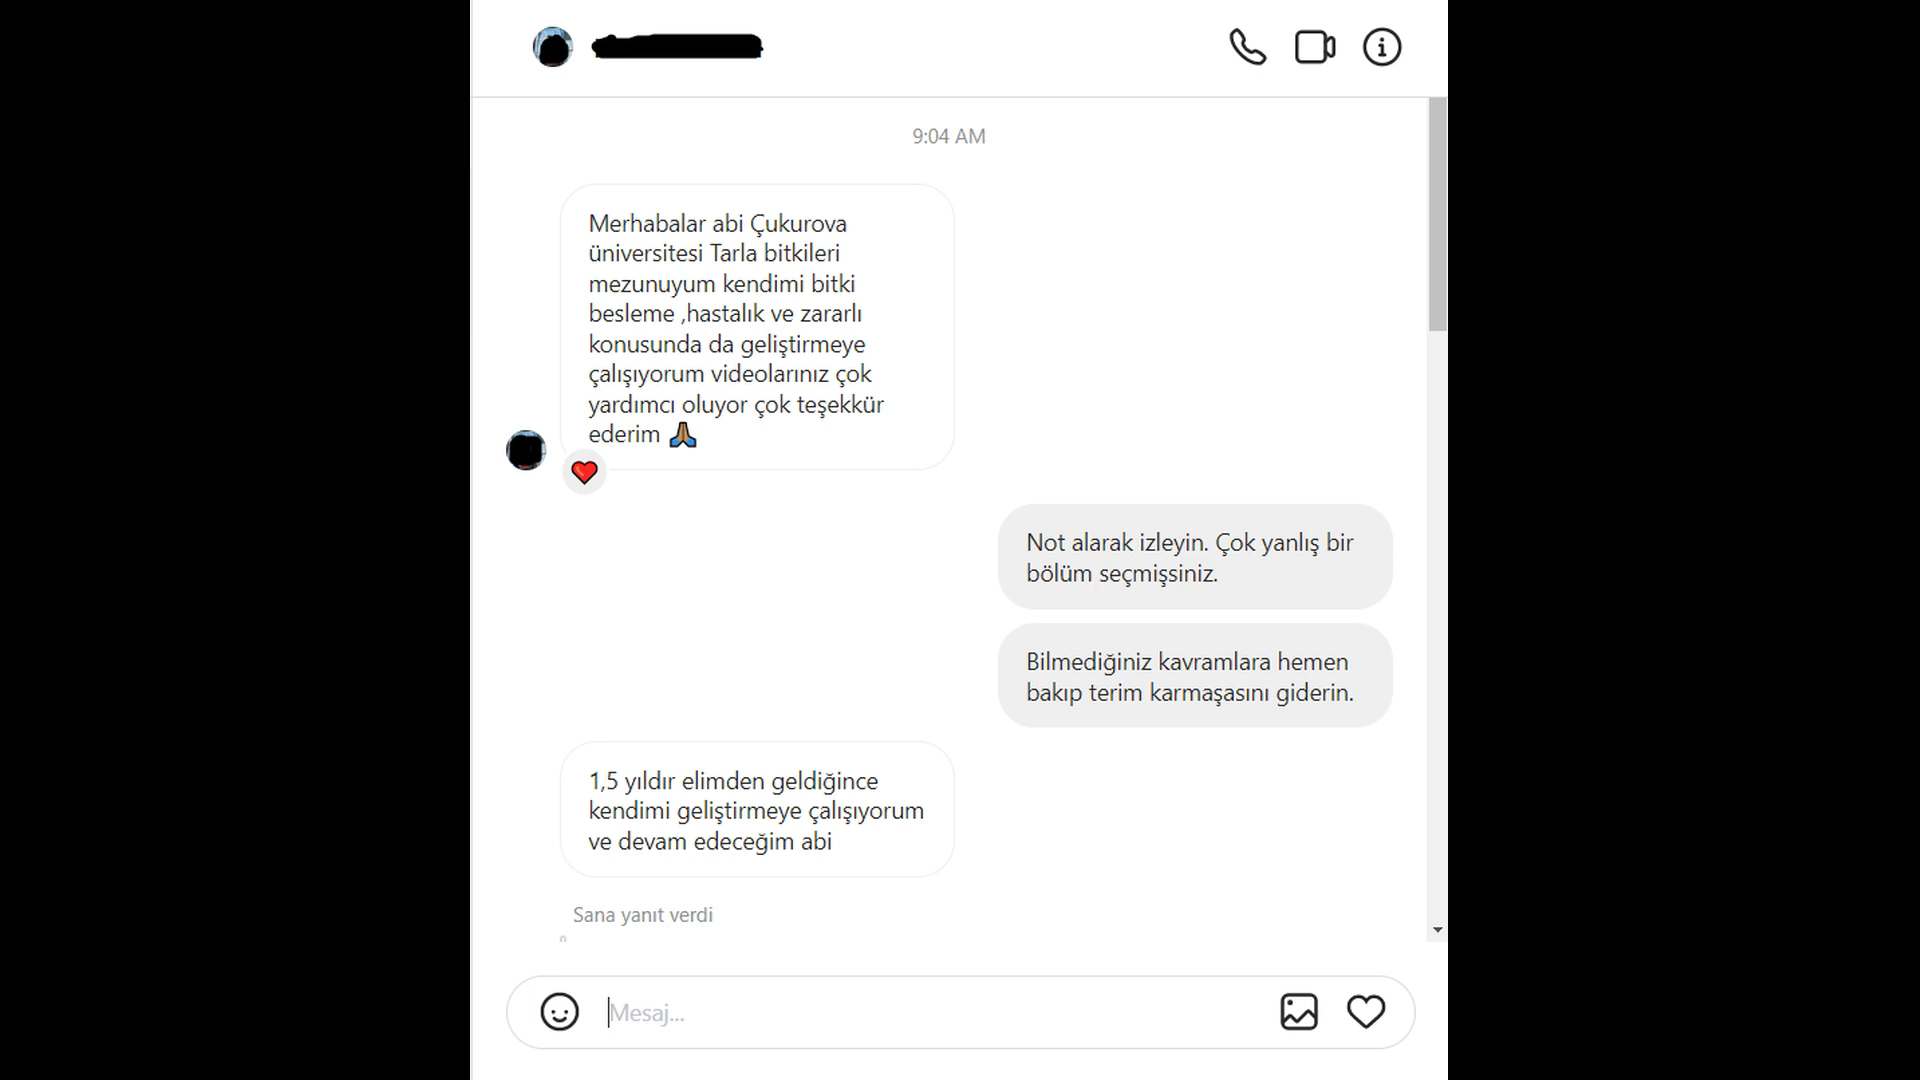 9:04 AM
Merhabalar abi Çukurova
üniversitesi Tarla bitkileri
mezunuyum kendimi bitki
besleme ,hastalık ve zararlı
konusunda da geliştirmeye
çalışıyorum videolarınız çok
yardımcı oluyor çok teşekkür
ederim 🙏🏽
Not alarak izleyin. Çok yanlış bir
bölüm seçmişsiniz.
Bilmediğiniz kavramlara hemen
bakıp terim karmaşasını giderin.
1,5 yıldır elimden geldiğince
kendimi geliştirmeye çalışıyorum
ve devam edeceğim abi
Sana yanıt verdi
Mesaj...